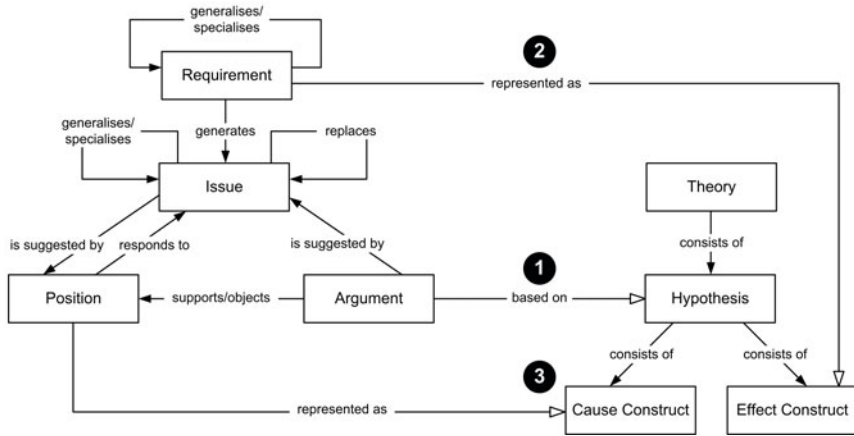 generalises/
specialises
2
Requirement
represented as
generalises/
specialises
generates
replaces
Issue
Theory
is suggested by
responds to
is suggested by
consists of
1
Position
supports/objects
Argument
based on
Hypothesis
consists of
consists of
3
represented as
Cause Construct
Effect Construct